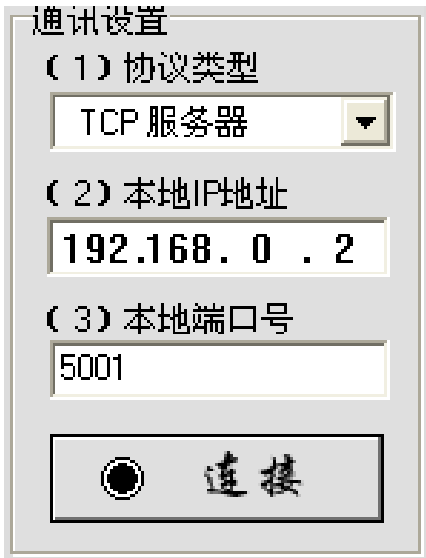 通讯设置
(1)协议类型
TCP 服务器
(2)本地IP地址
192.168. 0 . 2
(3)本地端口号
5001
连接